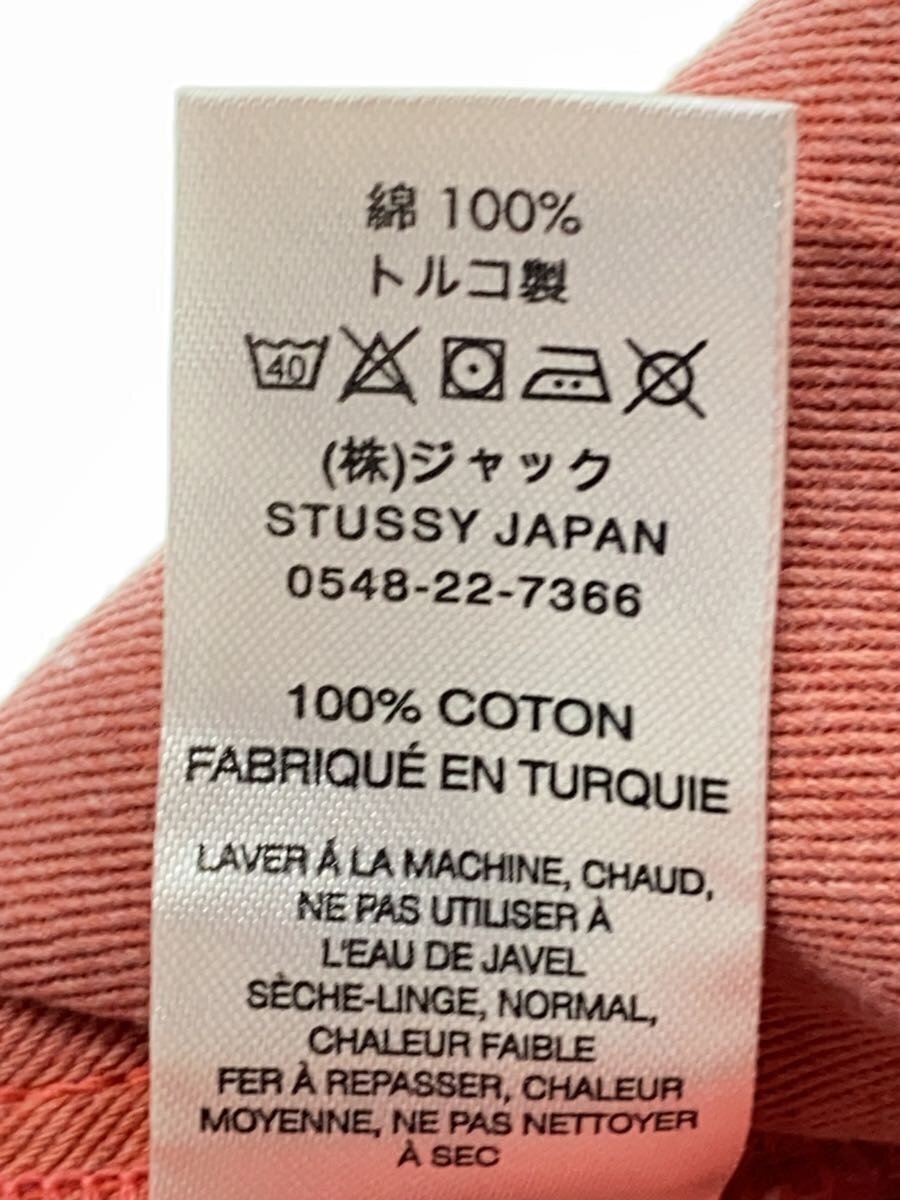 綿 100%
トルコ製
40
(株)ジャック
STUSSY JAPAN
0548-22-7366
100% COTON
FABRIQUÉ EN TURQUIE
LAVER Á LA MACHINE, CHAUD,
NE PAS UTILISER À
L'EAU DE JAVEL
SÈCHE-LINGE, NORMAL,
CHALEUR FAIBLE
FER À REPASSER, CHALEUR
MOYENNE, NE PAS NETTOYER
À SEC